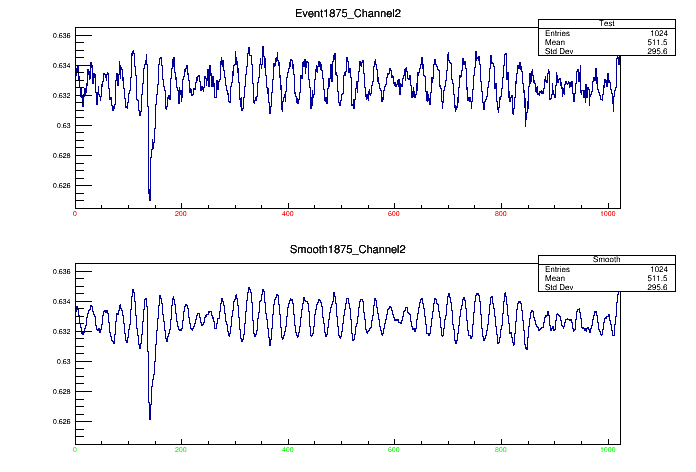 Event1875_Channel2
Test
Entries 1024
Mean 511.5
Std Dev 295.6
0.636
0.634
0.632
0.63
0.628
0.626
0 200 400 600 800 1000
Smooth1875_Channel2
Smooth
Entries 1024
Mean 511.5
Std Dev 295.6
0.636
0.634
0.632
0.63
0.628
0.626
0 200 400 600 800 1000